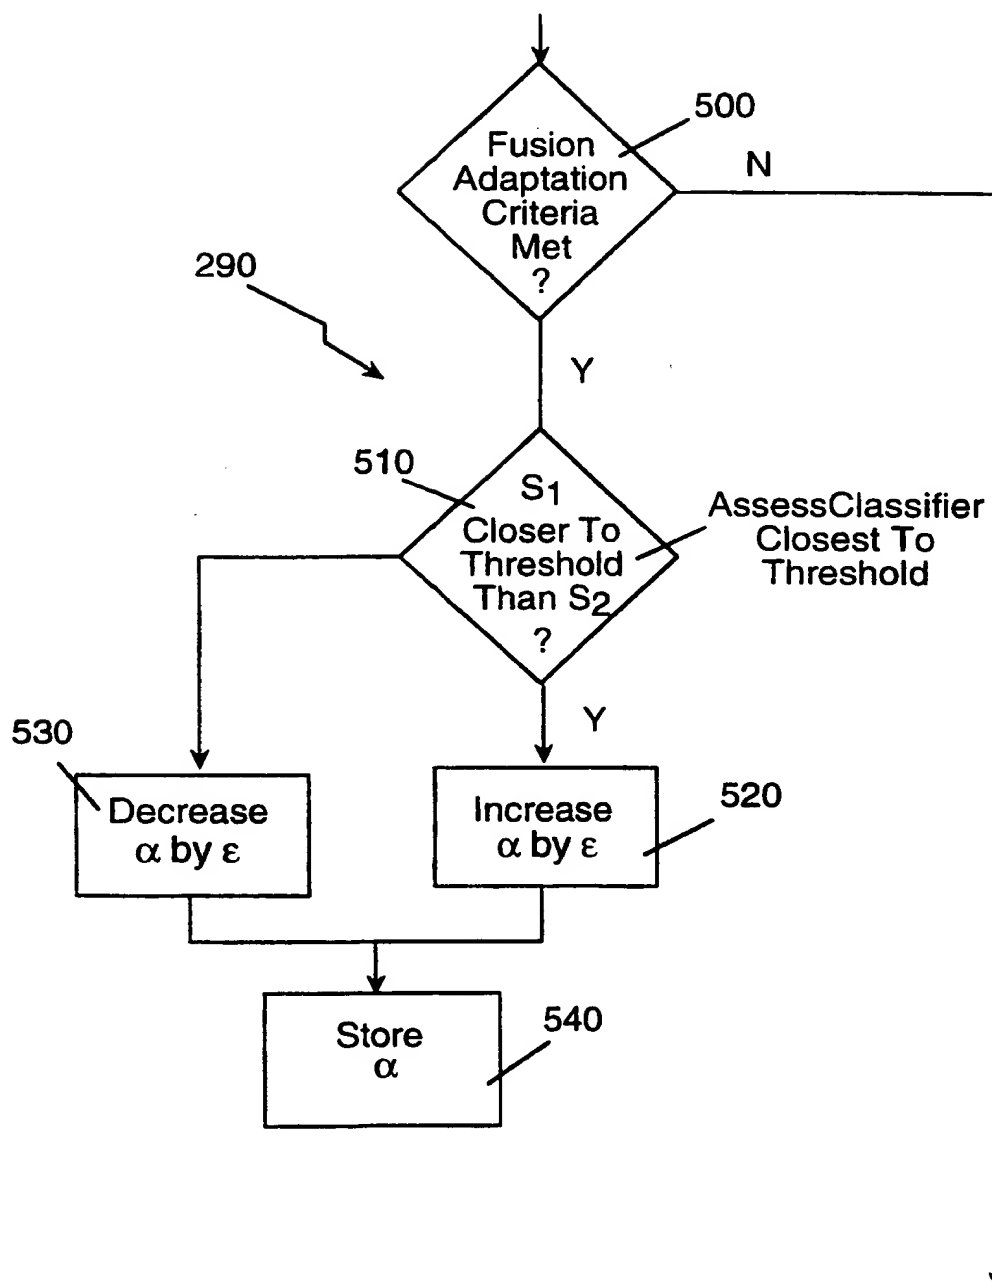 500
Fusion
Adaptation
Criteria
Met
?
N
290
Y
510
S1
Closer To
Threshold
Than S2
?
AssessClassifier
Closest To
Threshold
Y
530
Decrease
α by ε
Increase
α by ε
520
Store
α
540